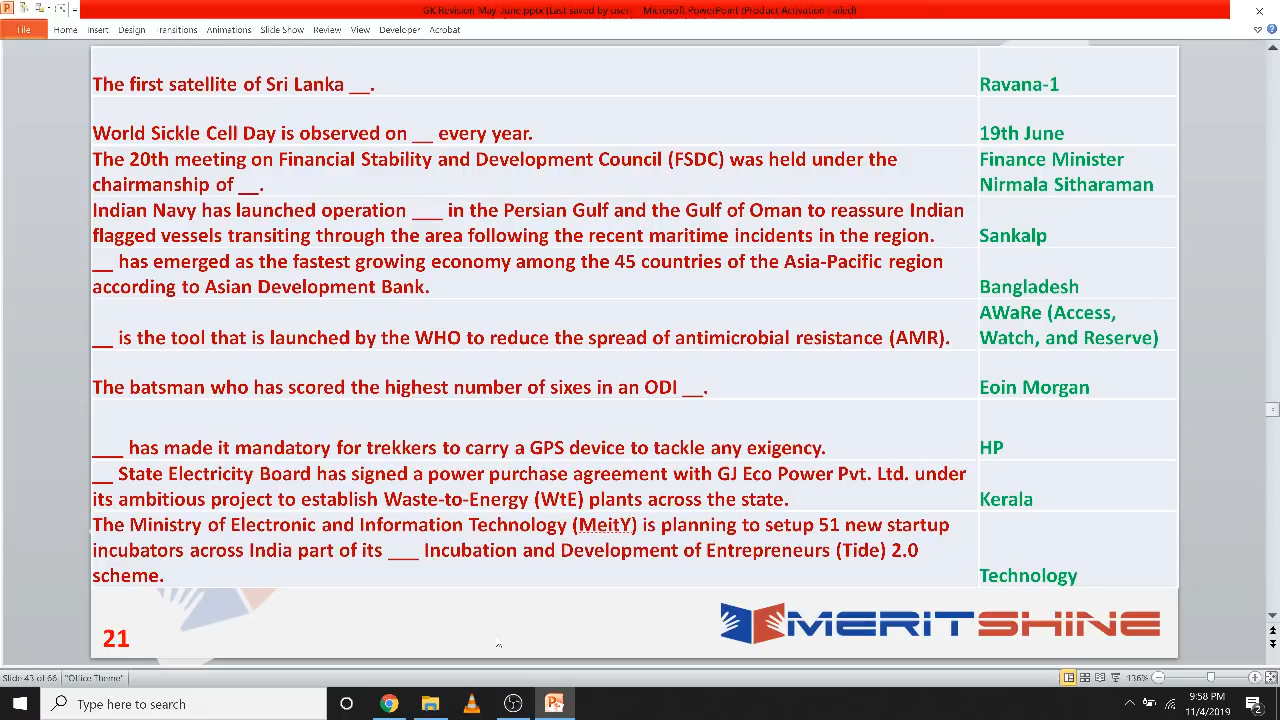 GK Revision May-June.pptx [Last saved by user] - Microsoft PowerPoint (Product Activation Failed)
File Home Insert Design Transitions Animations Slide Show Review View Developer Acrobat
The first satellite of Sri Lanka __. Ravana-1
World Sickle Cell Day is observed on __ every year. 19th June
The 20th meeting on Financial Stability and Development Council (FSDC) was held under the Finance Minister
chairmanship of __. Nirmala Sitharaman
Indian Navy has launched operation ___ in the Persian Gulf and the Gulf of Oman to reassure Indian
flagged vessels transiting through the area following the recent maritime incidents in the region. Sankalp
__ has emerged as the fastest growing economy among the 45 countries of the Asia-Pacific region
according to Asian Development Bank. Bangladesh
AWaRe (Access,
__ is the tool that is launched by the WHO to reduce the spread of antimicrobial resistance (AMR). Watch, and Reserve)
The batsman who has scored the highest number of sixes in an ODI __. Eoin Morgan
___ has made it mandatory for trekkers to carry a GPS device to tackle any exigency. HP
__ State Electricity Board has signed a power purchase agreement with GJ Eco Power Pvt. Ltd. under
its ambitious project to establish Waste-to-Energy (WtE) plants across the state. Kerala
The Ministry of Electronic and Information Technology (MeitY) is planning to setup 51 new startup
incubators across India part of its ___ Incubation and Development of Entrepreneurs (Tide) 2.0
scheme. Technology
21 MERITSHINE
Slide 43 of 66 "Office Theme" 136%
Type here to search
9:58 PM
11/4/2019
2